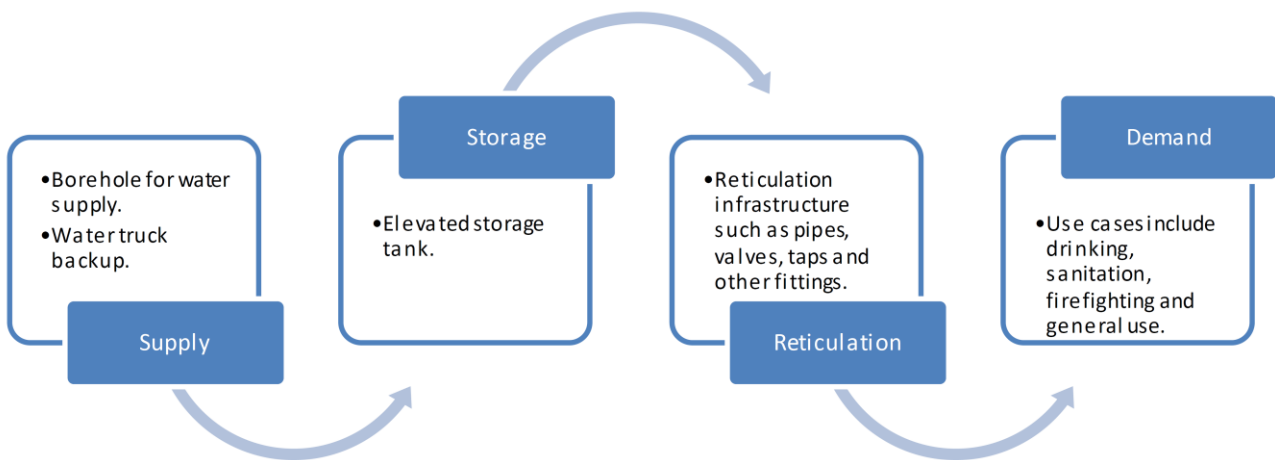 •Borehole for water
supply.
•Water truck
backup.
Supply
Storage
•Elevated storage
tank.
•Reticulation
infrastructure
such as pipes,
valves, taps and
other fittings.
Reticulation
Demand
•Use cases include
drinking,
sanitation,
firefighting and
general use.